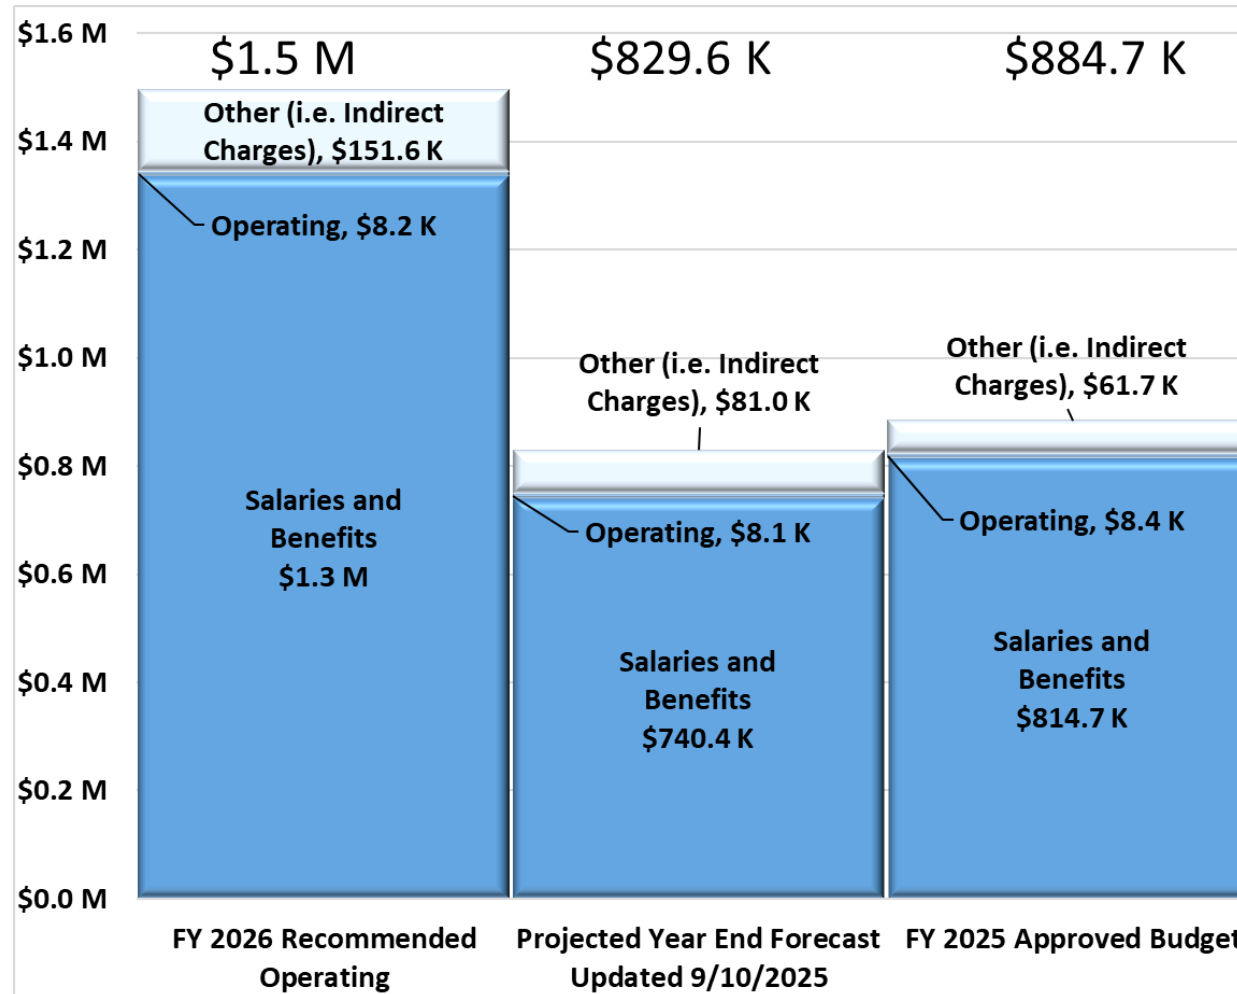 $1.6 M
$1.4 M
$1.2 M
$1.0 M
$0.8 M
$0.6 M
$0.4 M
$0.2 M
$0.0 M
$1.5 M
Other (i.e. Indirect
Charges), $151.6 K
Operating, $8.2 K
Salaries and
Benefits
$1.3 M
FY 2026 Recommended
Operating
$829.6 K
Other (i.e. Indirect
Charges), $81.0 K
Operating, $8.1 K
Salaries and
Benefits
$740.4 K
Projected Year End Forecast
Updated 9/10/2025
$884.7 K
Other (i.e. Indirect
Charges), $61.7 K
Operating, $8.4 K
Salaries and
Benefits
$814.7 K
FY 2025 Approved Budget